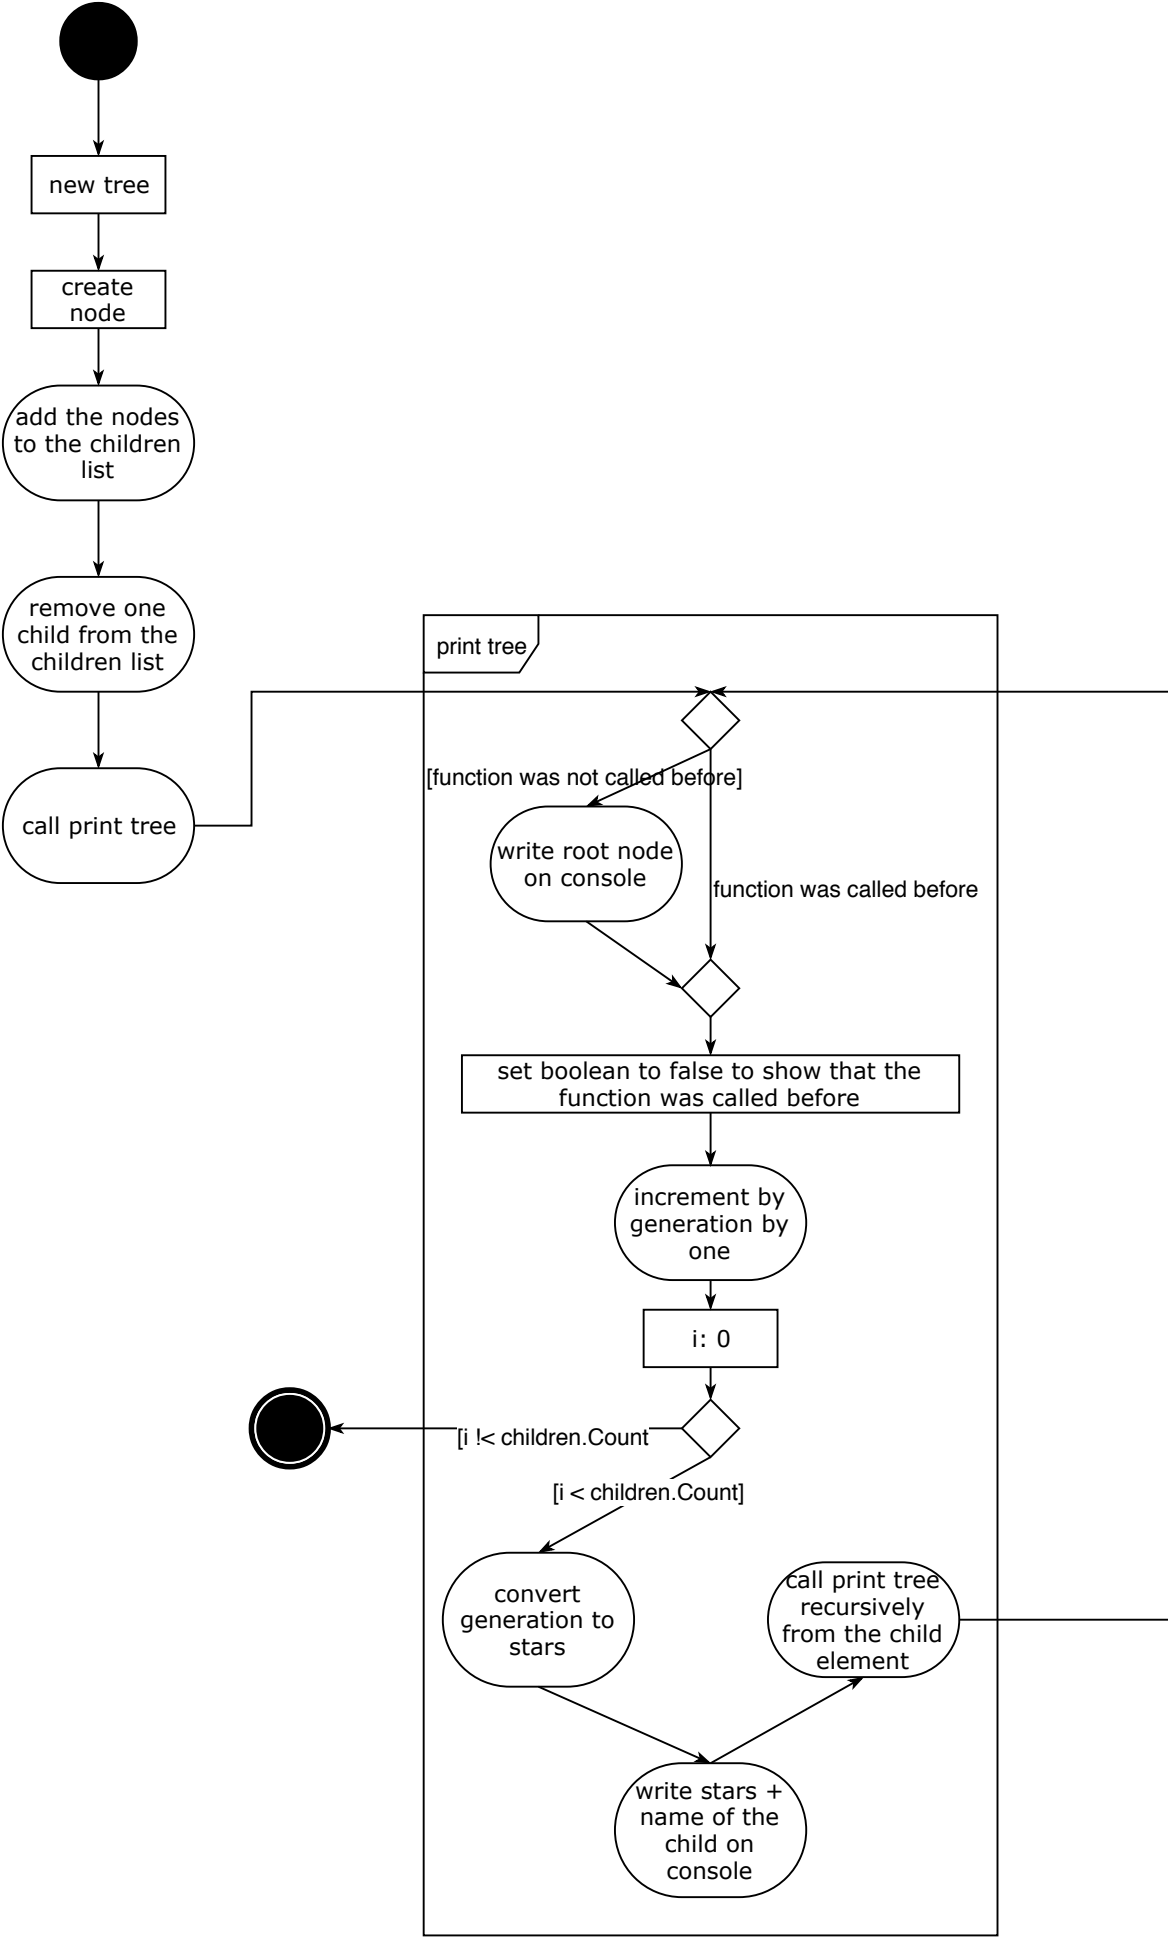 new tree
create
node
add the nodes
to the children
list
remove one
child from the
children list
call print tree
print tree
[function was not called before]
write root node
on console
function was called before
set boolean to false to show that the
function was called before
increment by
generation by
one
i: 0
[i !< children.Count
[i < children.Count]
convert
generation to
stars
call print tree
recursively
from the child
element
write stars +
name of the
child on
console